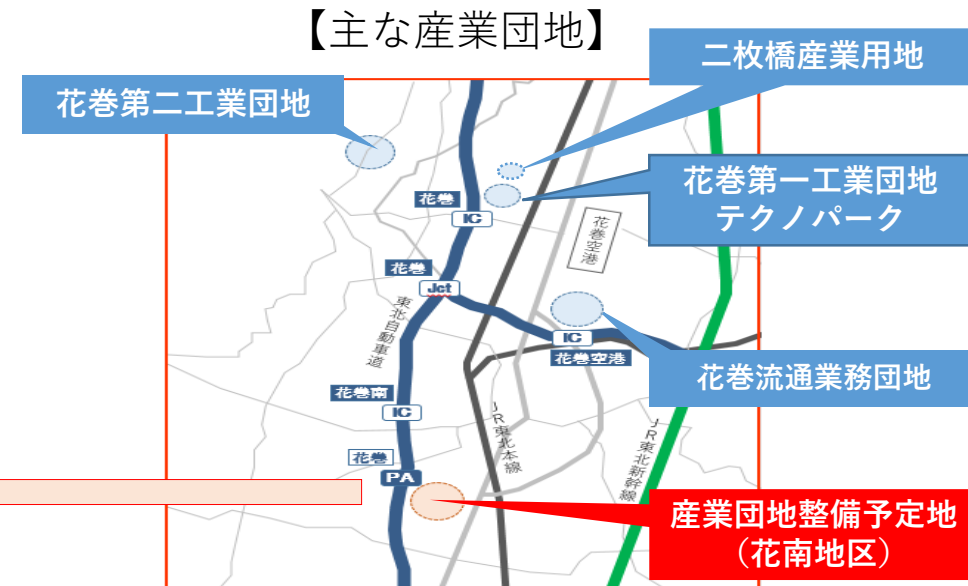 【主な産業団地】
二枚橋産業用地
花巻第二工業団地
花巻第一工業団地
テクノパーク
花巻
IC
花巻空港
花巻
Jct
東北自動車道
IC
花巻空港
花巻流通業務団地
花巻南
IC
JR東北本線
JR東北新幹線
花巻
PA
産業団地整備予定地
（花南地区）